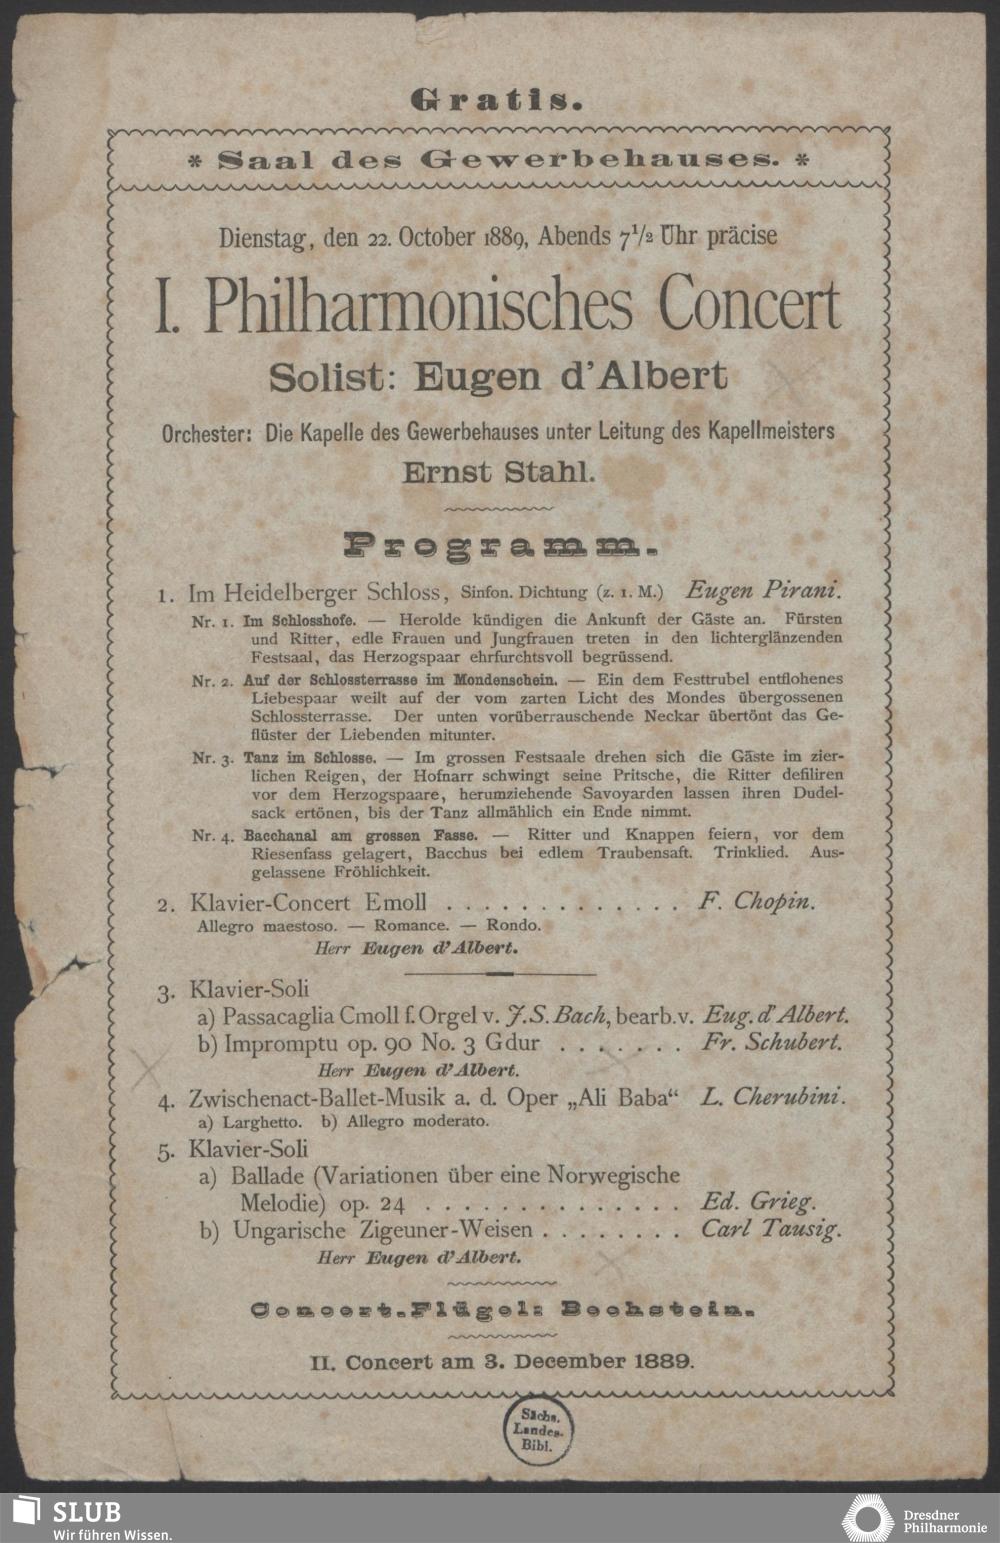 Gratis.
* Saal des Gewerbehauses. *
Dienstag, den 22. October 1889, Abends 7½ Uhr präcise
I. Philharmonisches Concert
Solist: Eugen d'Albert
Orchester: Die Kapelle des Gewerbehauses unter Leitung des Kapellmeisters
Ernst Stahl.
Programm.
1. Im Heidelberger Schloss, Sinfon. Dichtung (z. 1. M.) Eugen Pirani.
Nr. 1. Im Schlosshofe. — Herolde kündigen die Ankunft der Gäste an. Fürsten
und Ritter, edle Frauen und Jungfrauen treten in den lichterglänzenden
Festsaal, das Herzogspaar ehrfurchtsvoll begrüssend.
Nr. 2. Auf der Schlossterrasse im Mondenschein. — Ein dem Festtrubel entflohenes
Liebespaar weilt auf der vom zarten Licht des Mondes übergossenen
Schlossterrasse. Der unten vorüberrauschende Neckar übertönt das Ge-
flüster der Liebenden mitunter.
Nr. 3. Tanz im Schlosse. — Im grossen Festsaale drehen sich die Gäste im zier-
lichen Reigen, der Hofnarr schwingt seine Pritsche, die Ritter defiliren
vor dem Herzogspaare, herumziehende Savoyarden lassen ihren Dudel-
sack ertönen, bis der Tanz allmählich ein Ende nimmt.
Nr. 4. Bacchanal am grossen Fasse. — Ritter und Knappen feiern, vor dem
Riesenfass gelagert, Bacchus bei edlem Traubensaft. Trinklied. Aus-
gelassene Fröhlichkeit.
2. Klavier-Concert Emoll . . . . . . . . . . . . . F. Chopin.
Allegro maestoso. — Romance. — Rondo.
Herr Eugen d'Albert.
3. Klavier-Soli
a) Passacaglia Cmoll f. Orgel v. J. S. Bach, bearb. v. Eug. d'Albert.
b) Impromptu op. 90 No. 3 Gdur . . . . . . . Fr. Schubert.
Herr Eugen d'Albert.
4. Zwischenact-Ballet-Musik a. d. Oper „Ali Baba“ L. Cherubini.
a) Larghetto. b) Allegro moderato.
5. Klavier-Soli
a) Ballade (Variationen über eine Norwegische
Melodie) op. 24 . . . . . . . . . . . . . . Ed. Grieg.
b) Ungarische Zigeuner-Weisen . . . . . . . . Carl Tausig.
Herr Eugen d'Albert.
Concert-Flügel: Bechstein.
II. Concert am 3. December 1889.
Sächs.
Landes-
Bibl.
SLUB
Wir führen Wissen.
Dresdner
Philharmonie